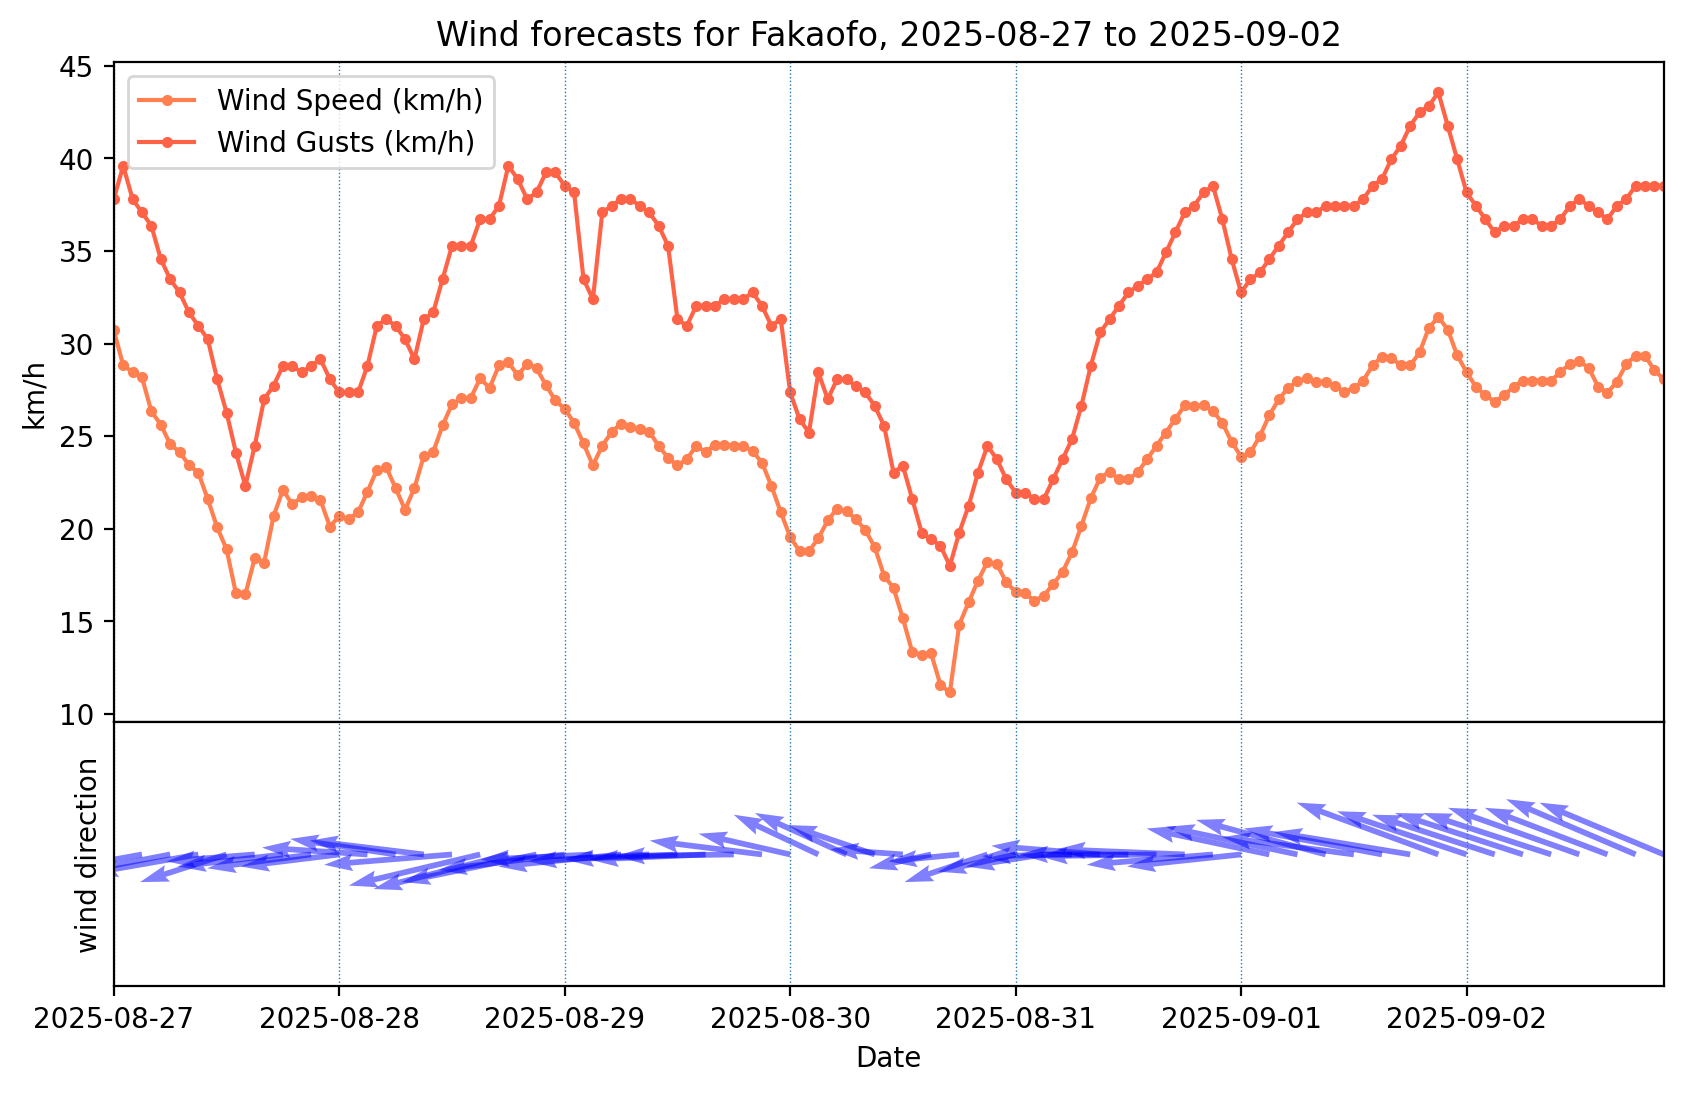 Wind forecasts for Fakaofo, 2025-08-27 to 2025-09-02
Wind Speed (km/h)
Wind Gusts (km/h)
45
40
35
30
25
20
15
10
km/h
wind direction
2025-08-27
2025-08-28
2025-08-29
2025-08-30
2025-08-31
2025-09-01
2025-09-02
Date